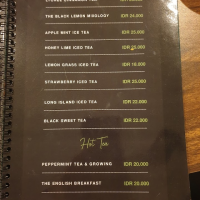 THE BLACK LEMON MIXOLOGY IDR 24.000
APPLE MINT ICE TEA IDR 25.000
HONEY LIME ICED TEA IDR 20.000
LEMON GRASS ICED TEA IDR 18.000
STRAWBERRY ICED TEA IDR 25.000
LONG ISLAND ICED TEA IDR 22.000
BLACK SWEET TEA IDR 22.000
Hot Tea
PEPPERMINT TEA & GROWING IDR 20.000
THE ENGLISH BREAKFAST IDR 20.000